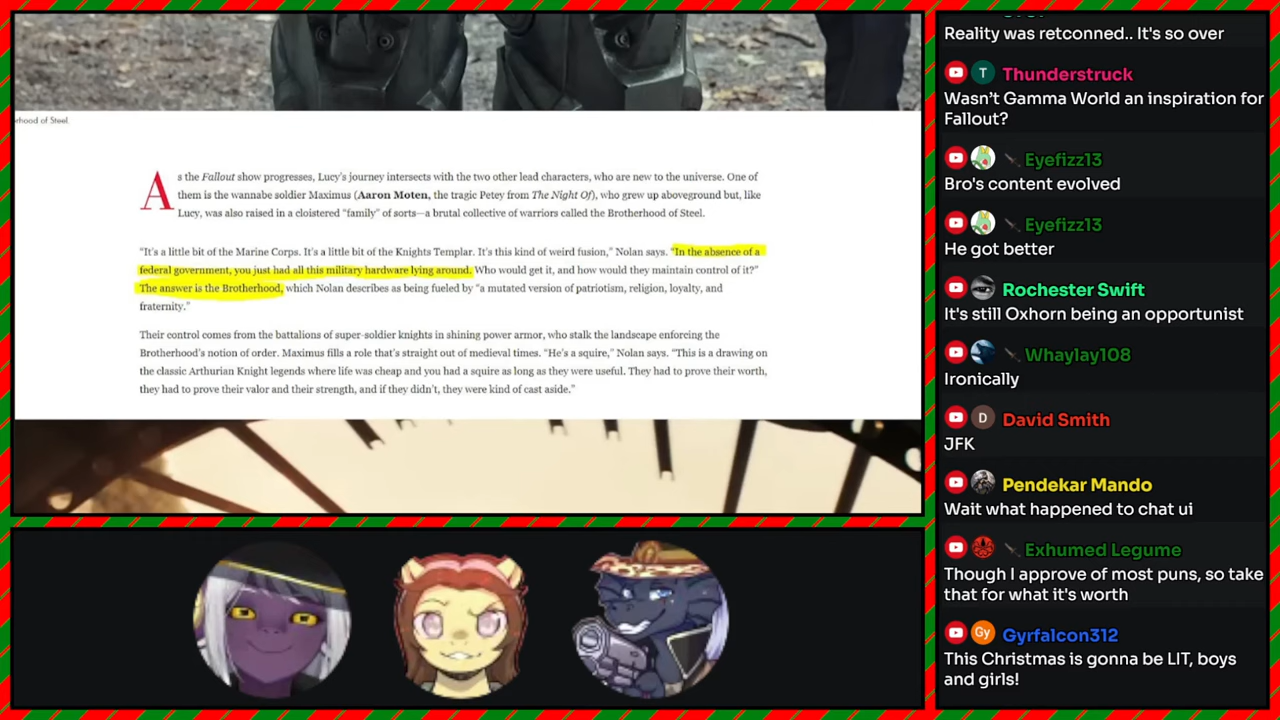 rhood of Steel
As the Fallout show progresses, Lucy's journey intersects with the two other lead characters, who are new to the universe. One of
them is the wannabe soldier Maximus (Aaron Moten, the tragic Petey from The Night Of), who grew up aboveground but, like
Lucy, was also raised in a cloistered "family" of sorts—a brutal collective of warriors called the Brotherhood of Steel.
"It's a little bit of the Marine Corps. It's a little bit of the Knights Templar. It's this kind of weird fusion," Nolan says. "In the absence of a
federal government, you just had all this military hardware lying around. Who would get it, and how would they maintain control of it?"
The answer is the Brotherhood, which Nolan describes as being fueled by "a mutated version of patriotism, religion, loyalty, and
fraternity."
Their control comes from the battalions of super-soldier knights in shining power armor, who stalk the landscape enforcing the
Brotherhood's notion of order. Maximus fills a role that's straight out of medieval times. "He's a squire," Nolan says. "This is a drawing on
the classic Arthurian Knight legends where life was cheap and you had a squire as long as they were useful. They had to prove their worth,
they had to prove their valor and their strength, and if they didn't, they were kind of cast aside."
Reality was retconned.. It's so over
T Thunderstruck
Wasn't Gamma World an inspiration for
Fallout?
Eyefizz13
Bro's content evolved
Eyefizz13
He got better
Rochester Swift
It's still Oxhorn being an opportunist
Whaylay108
Ironically
D David Smith
JFK
Pendekar Mando
Wait what happened to chat ui
Exhumed Legume
Though I approve of most puns, so take
that for what it's worth
Gy Gyrfalcon312
This Christmas is gonna be LIT, boys
and girls!